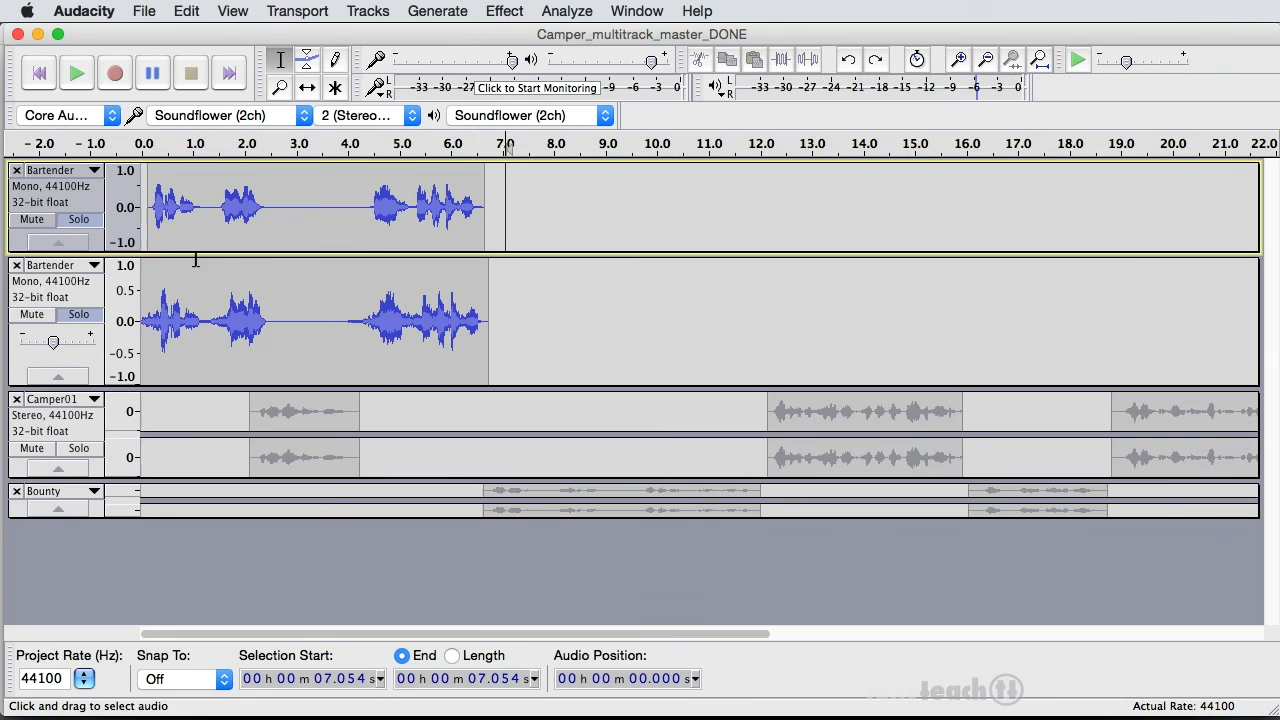 Audacity File Edit View Transport Tracks Generate Effect Analyze Window Help
Camper_multitrack_master_DONE
L
R
-33 -30 -27 Click to Start Monitoring -9 -6 -3 0
L
R
-33 -30 -27 -24 -21 -18 -15 -12 -9 -6 -3 0
Core Au... Soundflower (2ch) 2 (Stereo... Soundflower (2ch)
- 2.0 - 1.0 0.0 1.0 2.0 3.0 4.0 5.0 6.0 7.0 8.0 9.0 10.0 11.0 12.0 13.0 14.0 15.0 16.0 17.0 18.0 19.0 20.0 21.0 22.0
Bartender 1.0
Mono, 44100Hz
32-bit float 0.0
Mute Solo
-1.0
Bartender 1.0
Mono, 44100Hz 0.5
32-bit float
Mute Solo 0.0
- +
-0.5
-1.0
Camper01
Stereo, 44100Hz 0-
32-bit float
Mute Solo 0-
Bounty
Project Rate (Hz): Snap To: Selection Start: End Length Audio Position:
44100 Off 00 h 00 m 07.054 s 00 h 00 m 07.054 s 00 h 00 m 00.000 s
teach
Click and drag to select audio Actual Rate: 44100